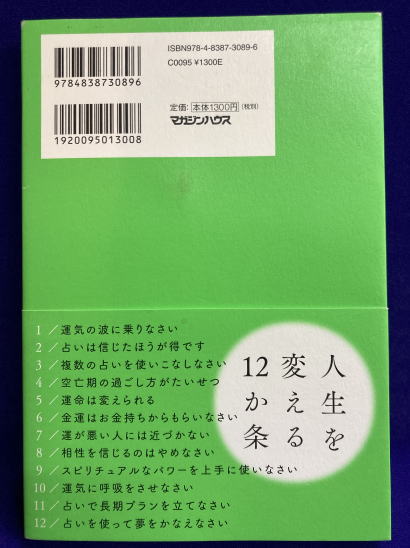 ISBN978-4-8387-3089-6
C0095 ¥1300E
9784838730896
定価:本体1300円(税別)
マガジンハウス
1920095013008
人生を
変える
12か条
1/運気の波に乗りなさい
2/占いは信じたほうが得です
3/複数の占いを使いこなしなさい
4/空亡期の過ごし方がたいせつ
5/運命は変えられる
6/金運はお金持ちからもらいなさい
7/運が悪い人には近づかない
8/相性を信じるのはやめなさい
9/スピリチュアルなパワーを上手に使いなさい
10/運気に呼吸をさせなさい
11/占いで長期プランを立てなさい
12/占いを使って夢をかなえなさい